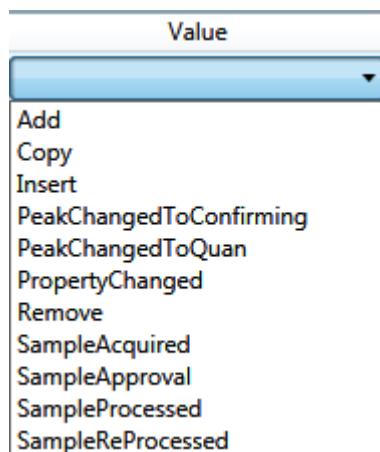 Value
Add
Copy
Insert
PeakChangedToConfirming
PeakChangedToQuan
PropertyChanged
Remove
SampleAcquired
SampleApproval
SampleProcessed
SampleReProcessed